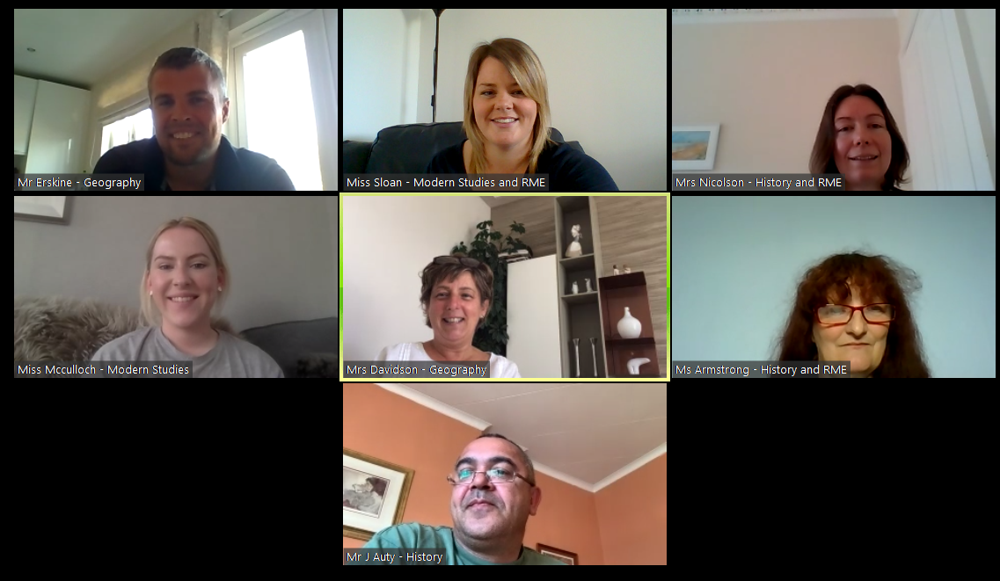 Mr Erskine - Geography
Miss Sloan - Modern Studies and RME
Mrs Nicolson - History and RME
Miss Mcculloch - Modern Studies
Mrs Davidson - Geography
Ms Armstrong - History and RME
Mr J Auty - History